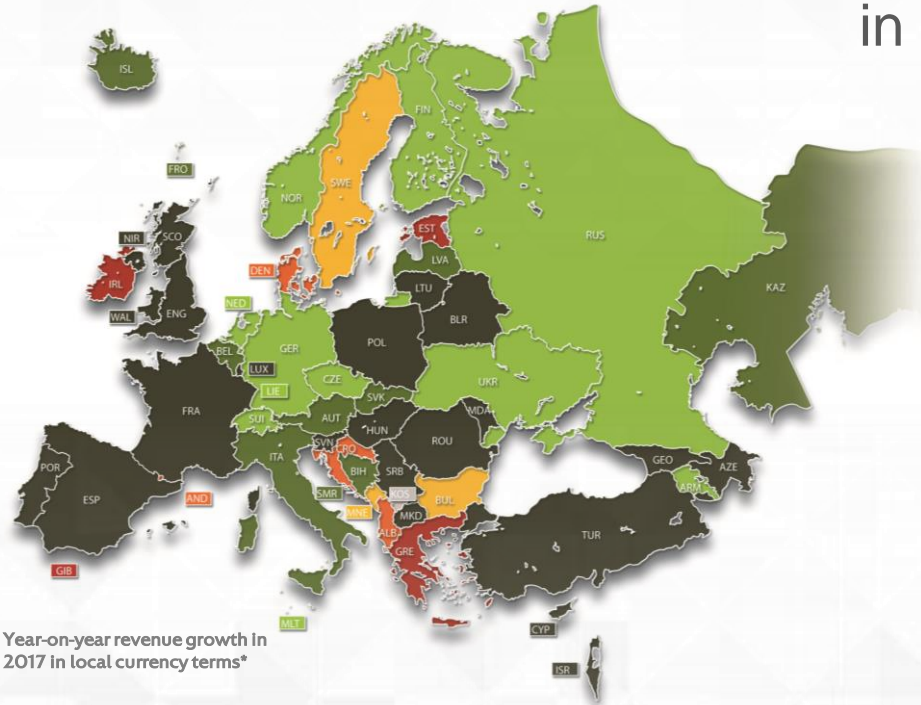 in
ISL
FIN
FRO
SWE
NOR
RUS
EST
NIR
SCO
LVA
DEN
IRL
LTU
KAZ
NED
WAL
ENG
BLR
POL
GER
BEL
LUX
UKR
CZE
LIE
SVK
FRA
MDA
AUT
SUI
HUN
ROU
SVN
CRO
ITA
GEO
POR
BIH
SRB
AZE
ARM
SMR
KOS
AND
ESP
BUL
MNE
MKD
ALB
TUR
GRE
GIB
MLT
CYP
Year-on-year revenue growth in
2017 in local currency terms*
ISR